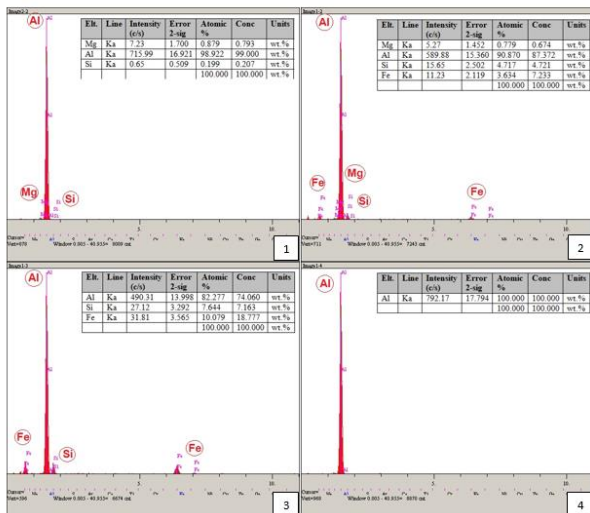 Al
Elt. Line Intensity (c/s) Error 2-sig Atomic % Conc Units
Mg Ka 7.23 1.700 0.879 0.793 wt.%
Al Ka 715.99 16.921 98.922 99.000 wt.%
Si Ka 0.65 0.509 0.199 0.207 wt.%
100.000 100.000 wt.%
Mg
Si
1
Al
Elt. Line Intensity (c/s) Error 2-sig Atomic % Conc Units
Mg Ka 5.27 1.452 0.779 0.674 wt.%
Al Ka 589.88 15.360 90.870 87.372 wt.%
Si Ka 15.65 2.502 4.717 4.721 wt.%
Fe Ka 11.23 2.119 3.634 7.233 wt.%
100.000 100.000 wt.%
Fe
Mg
Si
Fe
2
Al
Elt. Line Intensity (c/s) Error 2-sig Atomic % Conc Units
Al Ka 490.31 13.998 82.277 74.060 wt.%
Si Ka 27.12 3.292 7.644 7.163 wt.%
Fe Ka 31.81 3.565 10.079 18.777 wt.%
100.000 100.000 wt.%
Fe
Si
Fe
3
Al
Elt. Line Intensity (c/s) Error 2-sig Atomic % Conc Units
Al Ka 792.17 17.794 100.000 100.000 wt.%
100.000 100.000 wt.%
4